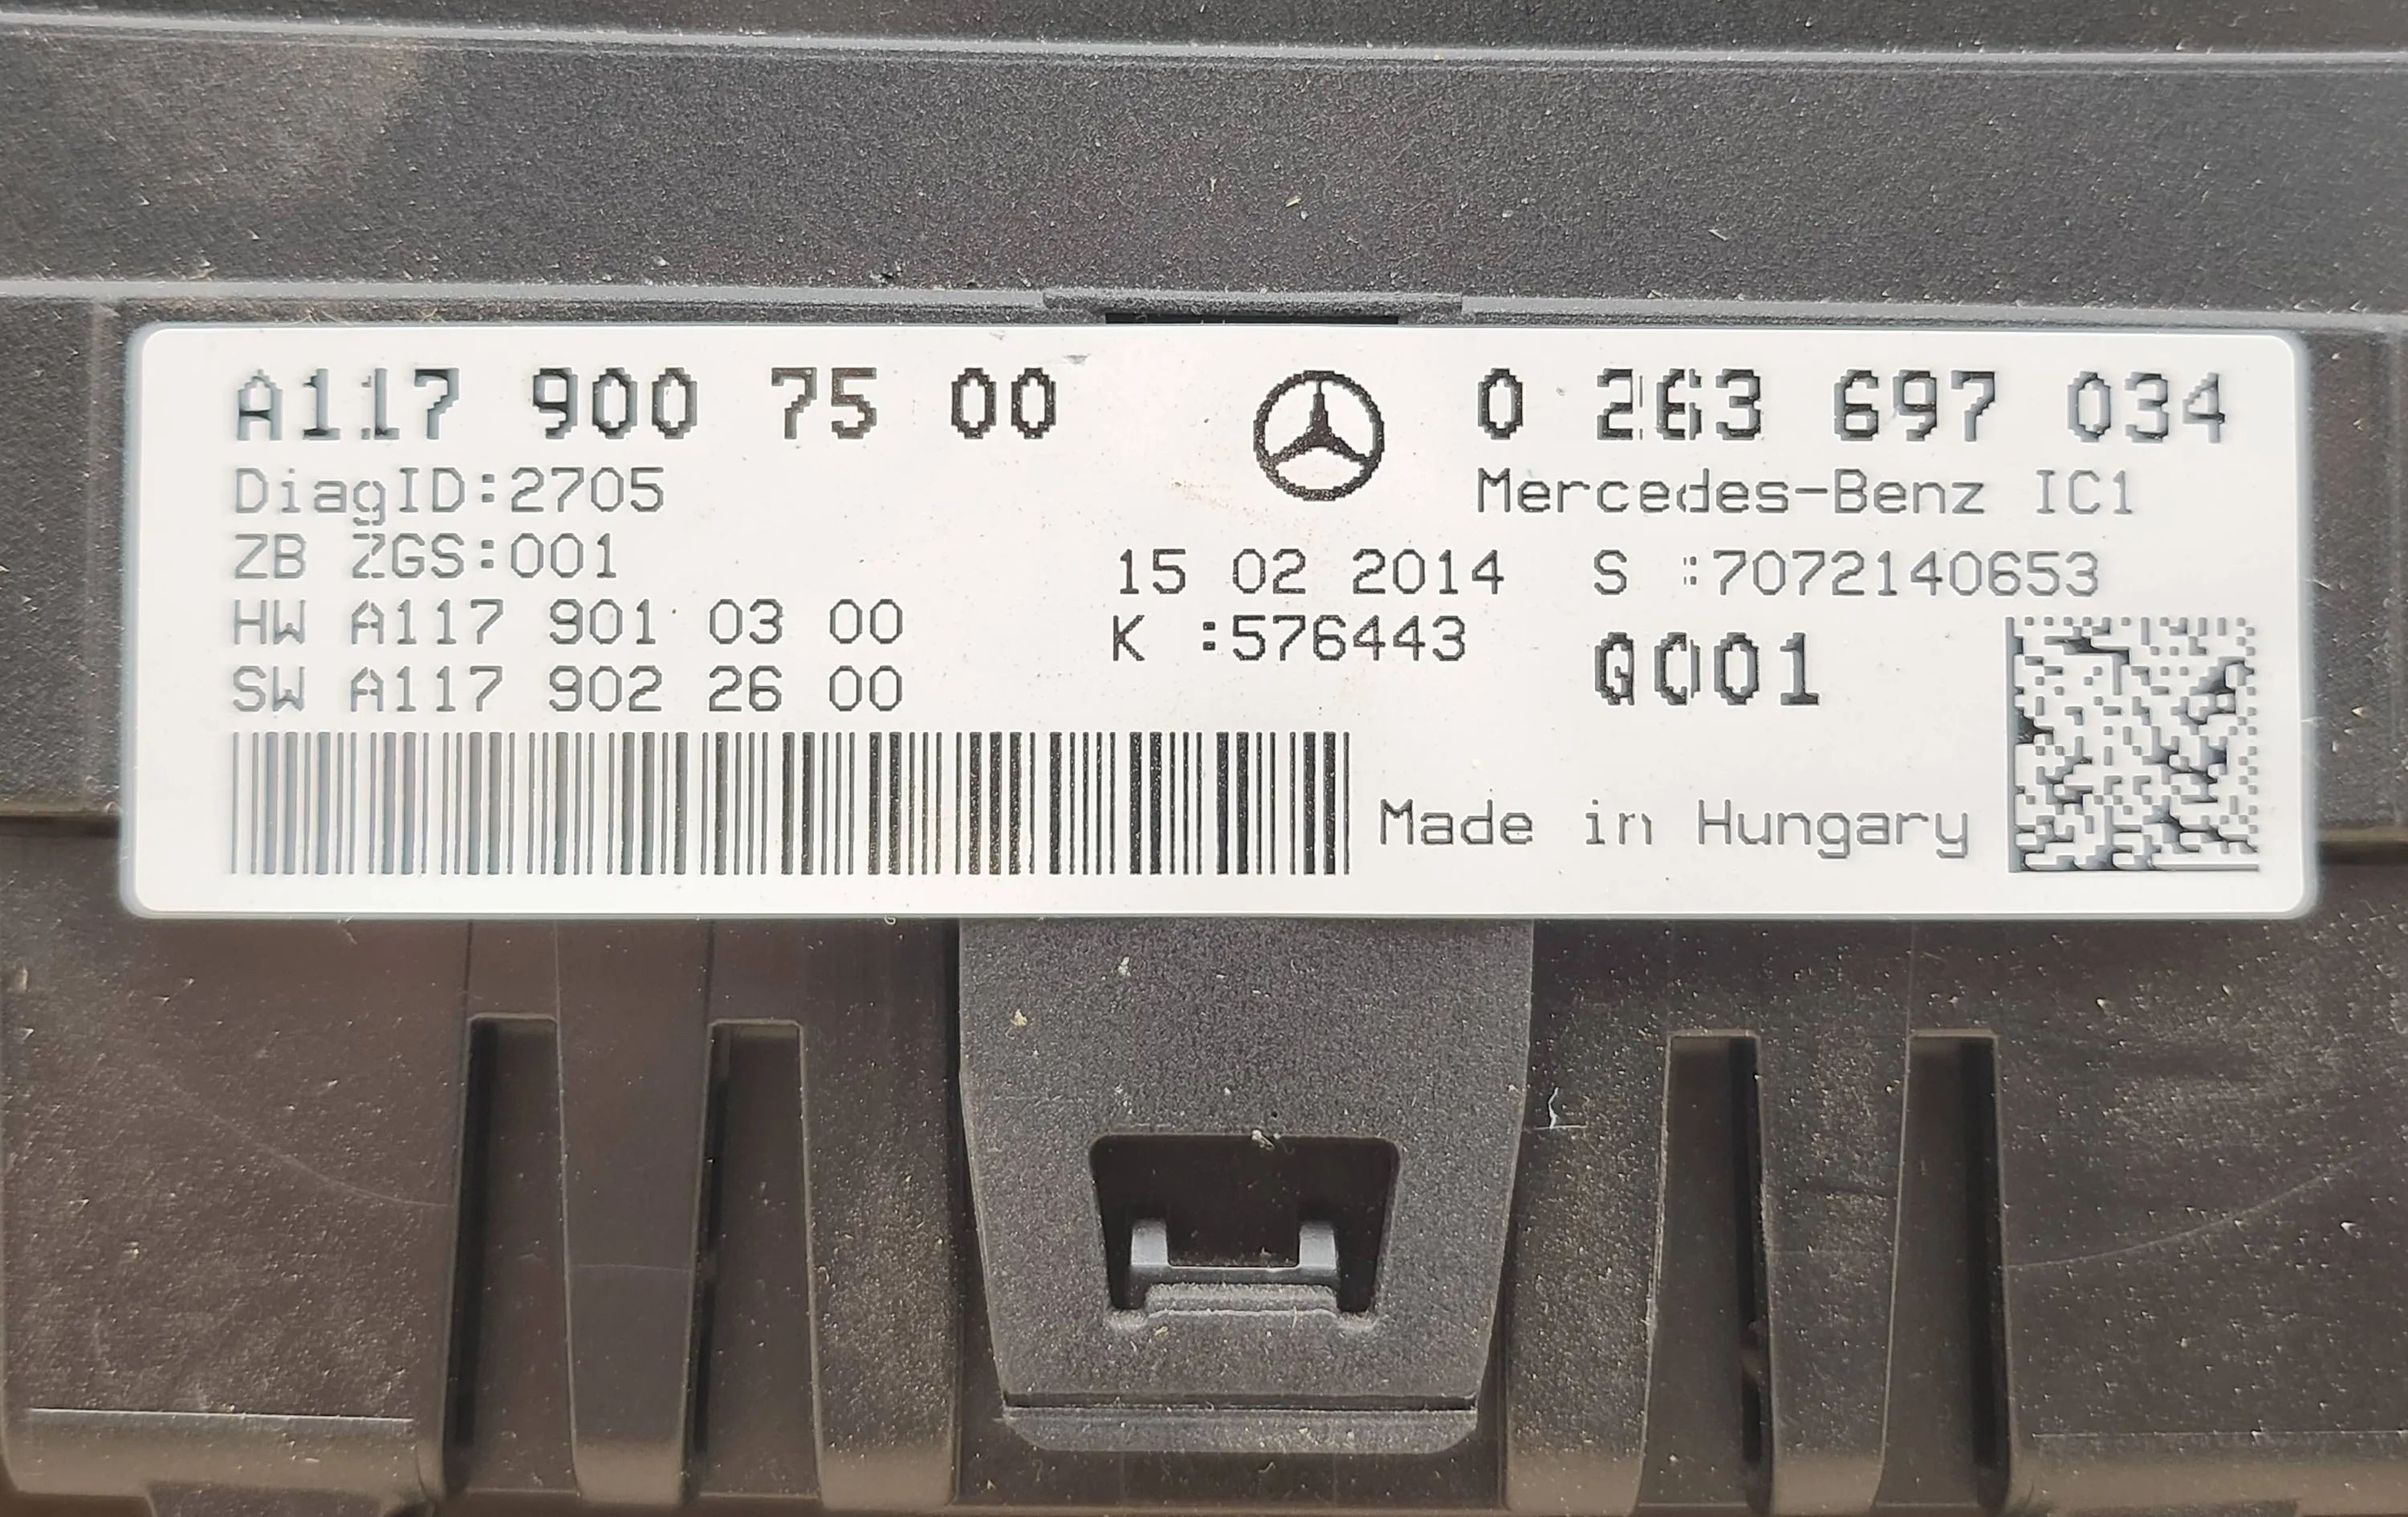 A117 900 75 00
0 263 697 034
DiagID:2705
Mercedes-Benz IC1
ZB ZGS:001
15 02 2014 S :7072140653
HW A117 901 03 00
K :576443
Q001
SW A117 902 26 00
Made in Hungary